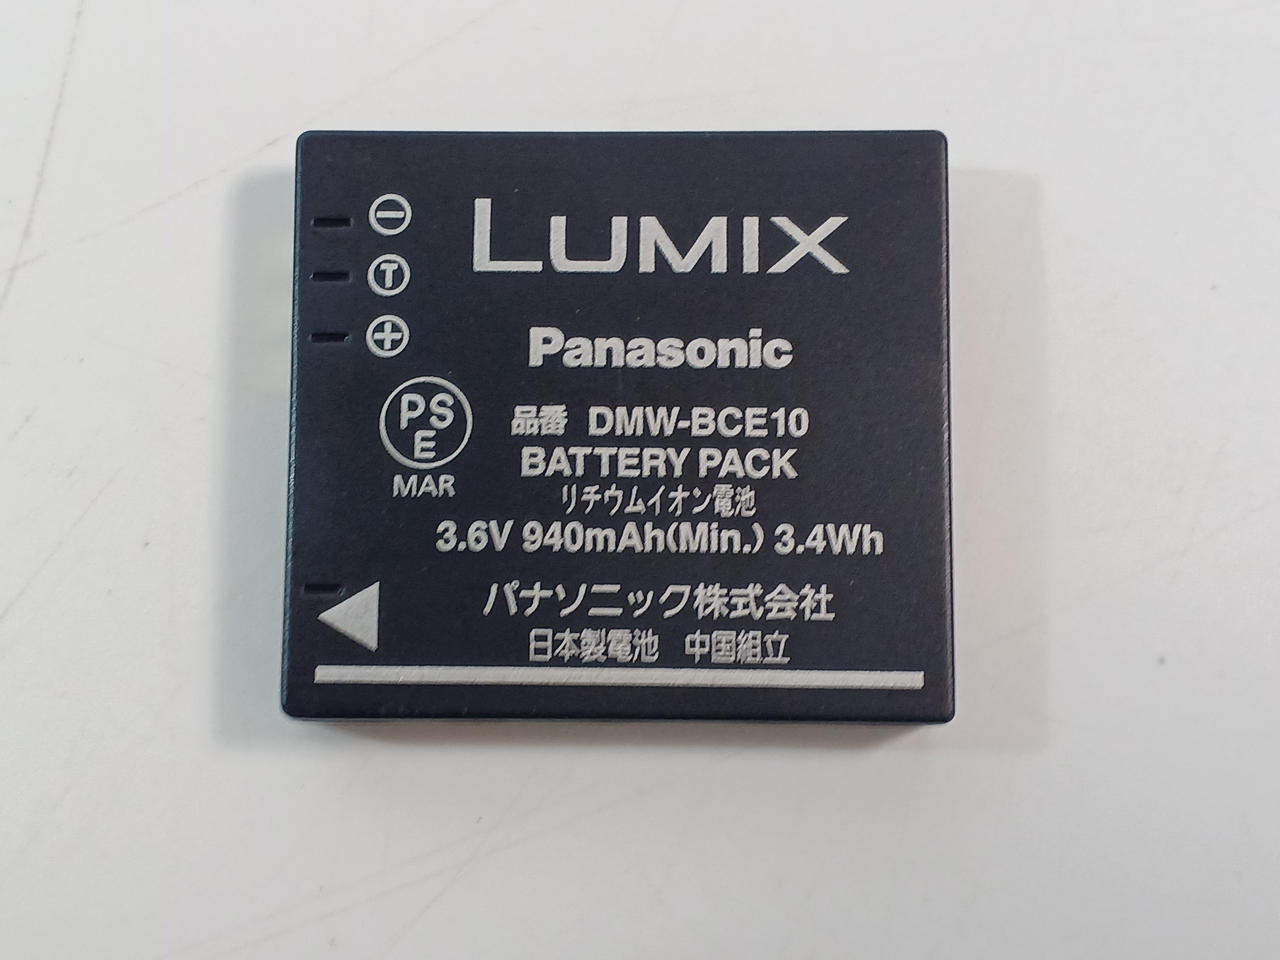 LUMIX
Panasonic
品番 DMW-BCE10
BATTERY PACK
リチウムイオン電池
3.6V 940mAh(Min.) 3.4Wh
パナソニック株式会社
日本製電池 中国組立
−
T
+
PS
E
MAR